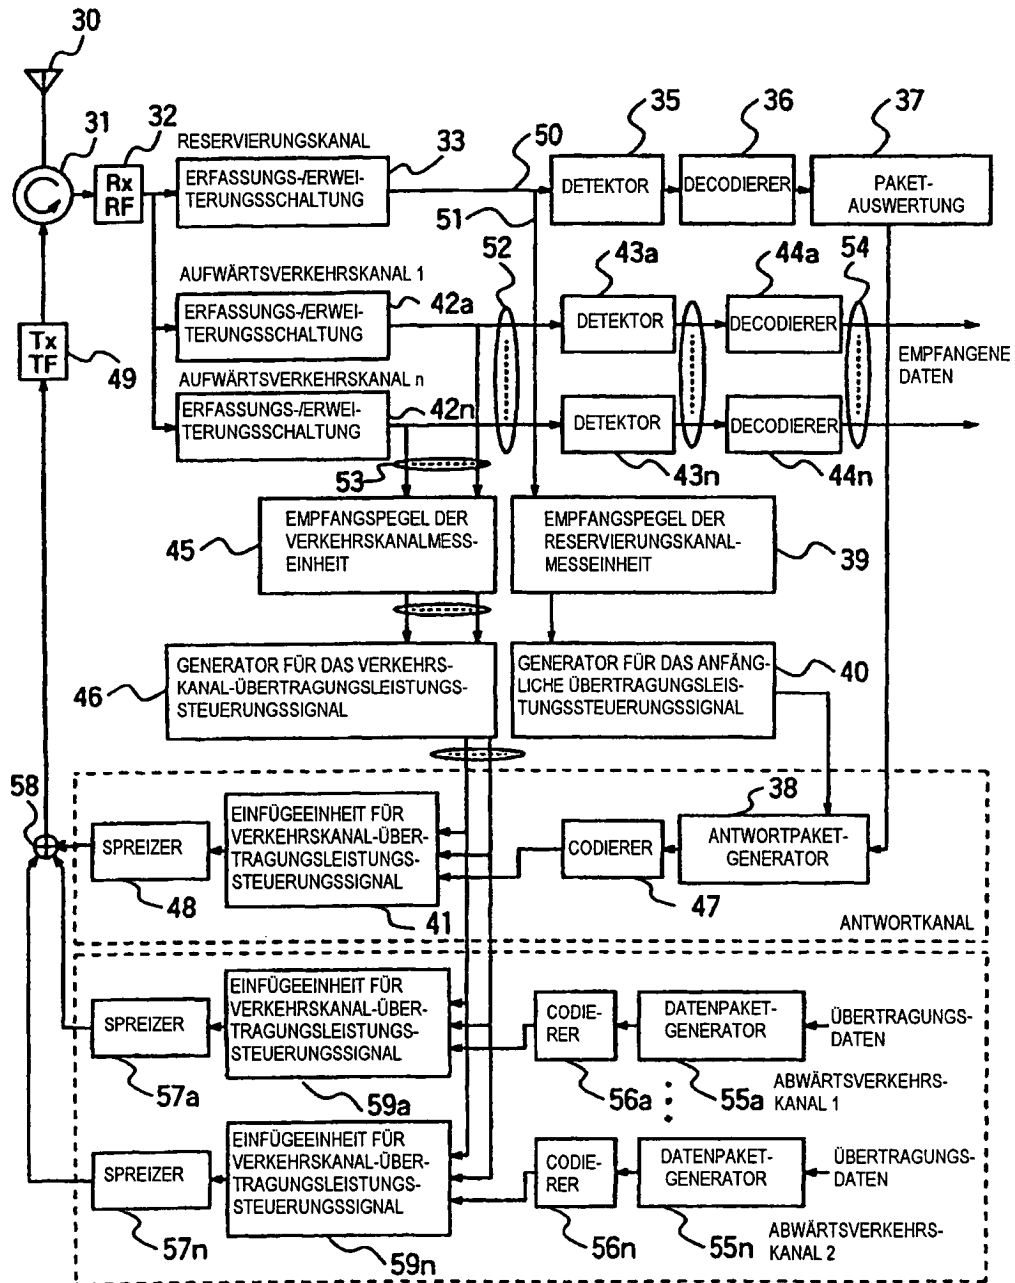 30
31
32
RESERVIERUNGSKANAL
33
50
35
36
37
Rx
RF
ERFASSUNGS-/ERWEI-
TERUNGSSCHALTUNG
51
DETEKTOR
DECODIERER
PAKET-
AUSWERTUNG
52
43a
44a
54
AUFWÄRTSVERKEHRSKANAL 1
ERFASSUNGS-/ERWEI-
TERUNGSSCHALTUNG
42a
DETEKTOR
DECODIERER
Tx
TF
49
EMPFANGENE
DATEN
AUFWÄRTSVERKEHRSKANAL n
ERFASSUNGS-/ERWEI-
TERUNGSSCHALTUNG
42n
DETEKTOR
DECODIERER
53
43n
44n
45
EMPFANGSPEGEL DER
VERKEHRSKANALMESS-
EINHEIT
EMPFANGSPEGEL DER
RESERVIERUNGSKANAL-
MESSEINHEIT
39
46
GENERATOR FÜR DAS VERKEHRS-
KANAL-ÜBERTRAGUNGSLEISTUNGS-
STEUERUNGSSIGNAL
GENERATOR FÜR DAS ANFÄNG-
LICHE ÜBERTRAGUNGSLEIS-
TUNGSSTEUERUNGSSIGNAL
40
58
SPREIZER
48
EINFÜGEEINHEIT FÜR
VERKEHRSKANAL-ÜBER-
TRAGUNGSLEISTUNGS-
STEUERUNGSSIGNAL
41
CODIERER
47
38
ANTWORTPAKET-
GENERATOR
ANTWORTKANAL
SPREIZER
57a
EINFÜGEEINHEIT FÜR
VERKEHRSKANAL-ÜBER-
TRAGUNGSLEISTUNGS-
STEUERUNGSSIGNAL
59a
CODIE-
RER
56a
DATENPAKET-
GENERATOR
55a
ÜBERTRAGUNGS-
DATEN
ABWÄRTSVERKEHRS-
KANAL 1
SPREIZER
57n
EINFÜGEEINHEIT FÜR
VERKEHRSKANAL-ÜBER-
TRAGUNGSLEISTUNGS-
STEUERUNGSSIGNAL
59n
CODIE-
RER
56n
DATENPAKET-
GENERATOR
55n
ÜBERTRAGUNGS-
DATEN
ABWÄRTSVERKEHRS-
KANAL 2